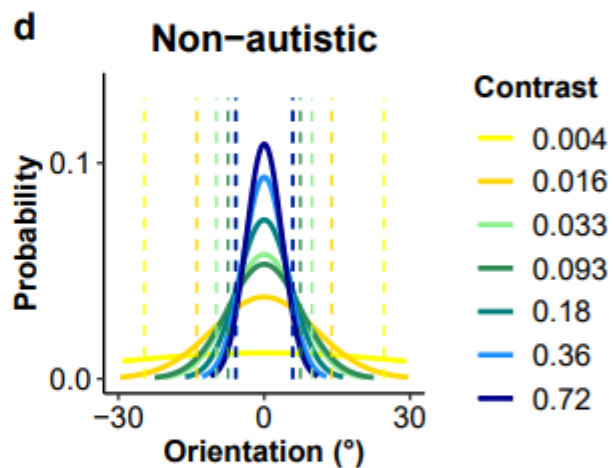 d
Non−autistic
Probability
0.1
0.0
−30
0
30
Orientation (°)
Contrast
0.004
0.016
0.033
0.093
0.18
0.36
0.72